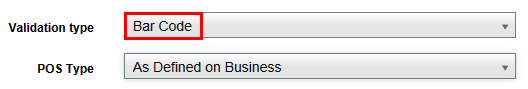 Validation type Bar Code
POS Type As Defined on Business